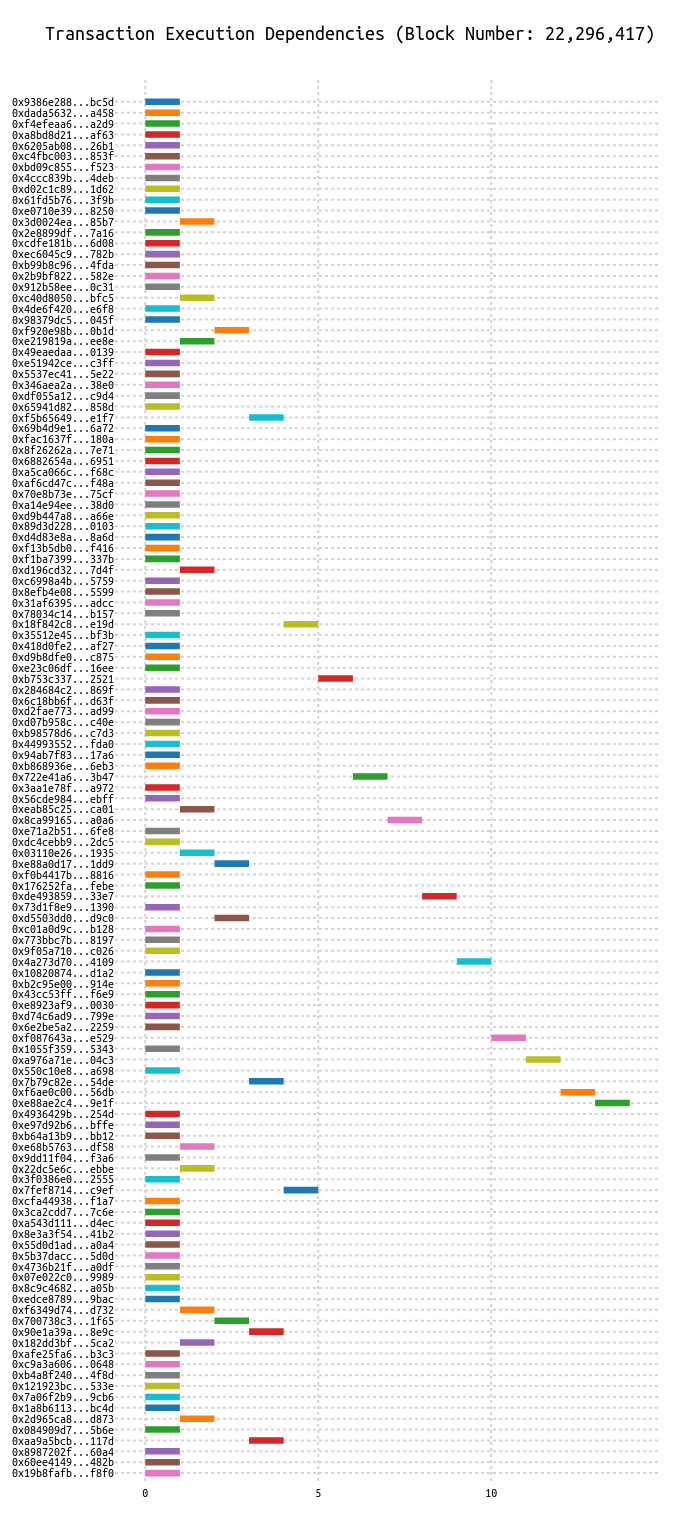 Transaction Execution Dependencies (Block Number: 22,296,417)
0x9386e288...bc5d
0xdada5632...a458
0xf4efeaa6...a2d9
0xa8bd8d21...af63
0x6205ab08...26b1
0xc4fbc003...853f
0xbd09c855...f523
0x4ccc839b...4deb
0xd02c1c89...1d62
0x61fd5b76...3f9b
0xe0710e39...8250
0x3d0024ea...85b7
0x2e8899df...7a16
0xcdfe181b...6d08
0xec6045c9...782b
0xb99b8c96...4fda
0x2b9bf822...582e
0x912b58ee...0c31
0xc40d8050...bfc5
0x4de6f420...e6f8
0x98379dc5...045f
0xf920e98b...0b1d
0xe219819a...ee8e
0x49eaedaa...0139
0xe51942ce...c3ff
0x5537ec41...5e22
0x346aea2a...38e0
0xdf055a12...c9d4
0x65941d82...858d
0xf5b65649...e1f7
0x69b4d9e1...6a72
0xfac1637f...180a
0x8f26262a...7e71
0x6882654a...6951
0xa5ca066c...f68c
0xaf6cd47c...f48a
0x70e8b73e...75cf
0xa14e94ee...38d0
0xd9b447a8...a66e
0x89d3d228...0103
0xd4d83e8a...8a6d
0xf13b5db0...f416
0xf1ba7399...337b
0xd196cd32...7d4f
0xc6998a4b...5759
0x8efb4e08...5599
0x31af6395...adcc
0x78034c14...b157
0x18f842c8...e19d
0x35512e45...bf3b
0x418d0fe2...af27
0xd9b8dfe0...c875
0xe23c06df...16ee
0xb753c337...2521
0x284684c2...869f
0x6c18bb6f...d63f
0xd2fae773...ad99
0xd07b958c...c40e
0xb98578d6...c7d3
0x44993552...fda0
0x94ab7f83...17a6
0xb868936e...6eb3
0x722e41a6...3b47
0x3aa1e78f...a972
0x56cde984...ebff
0xeab85c25...ca01
0x8ca99165...a0a6
0xe71a2b51...6fe8
0xdc4cebb9...2dc5
0x03110e26...1935
0xe88a0d17...1dd9
0xf0b4417b...8816
0x176252fa...febe
0xde493859...33e7
0x73d1f8e9...1390
0xd5503dd0...d9c0
0xc01a0d9c...b128
0x773bbc7b...8197
0x9f05a710...c026
0x4a273d70...4109
0x10820874...d1a2
0xb2c95e00...914e
0x43cc53ff...f6e9
0xe8923af9...0030
0xd74c6ad9...799e
0x6e2be5a2...2259
0xf087643a...e529
0x1055f359...5343
0xa976a71e...04c3
0x550c10e8...a698
0x7b79c82e...54de
0xf6ae0c00...56db
0xe88ae2c4...9e1f
0x4936429b...254d
0xe97d92b6...bffe
0xb64a13b9...bb12
0xe68b5763...df58
0x9dd11f04...f3a6
0x22dc5e6c...ebbe
0x3f0386e0...2555
0x7fef8714...c9ef
0xcfa44938...f1a7
0x3ca2cdd7...7c6e
0xa543d111...d4ec
0x8e3a3f54...41b2
0x55d0d1ad...a0a4
0x5b37dacc...5d0d
0x4736b21f...a0df
0x07e022c0...9989
0x8c9c4682...a05b
0xedce8789...9bac
0xf6349d74...d732
0x700738c3...1f65
0x90e1a39a...8e9c
0x182dd3bf...5ca2
0xafe25fa6...b3c3
0xc9a3a606...0648
0xb4a8f240...4f8d
0x121923bc...533e
0x7a06f2b9...9cb6
0x1a8b6113...bc4d
0x2d965ca8...d873
0x084909d7...5b6e
0xaa9a5bcb...117d
0x8987202f...60a4
0x60ee4149...482b
0x19b8fafb...f8f0
0 5 10